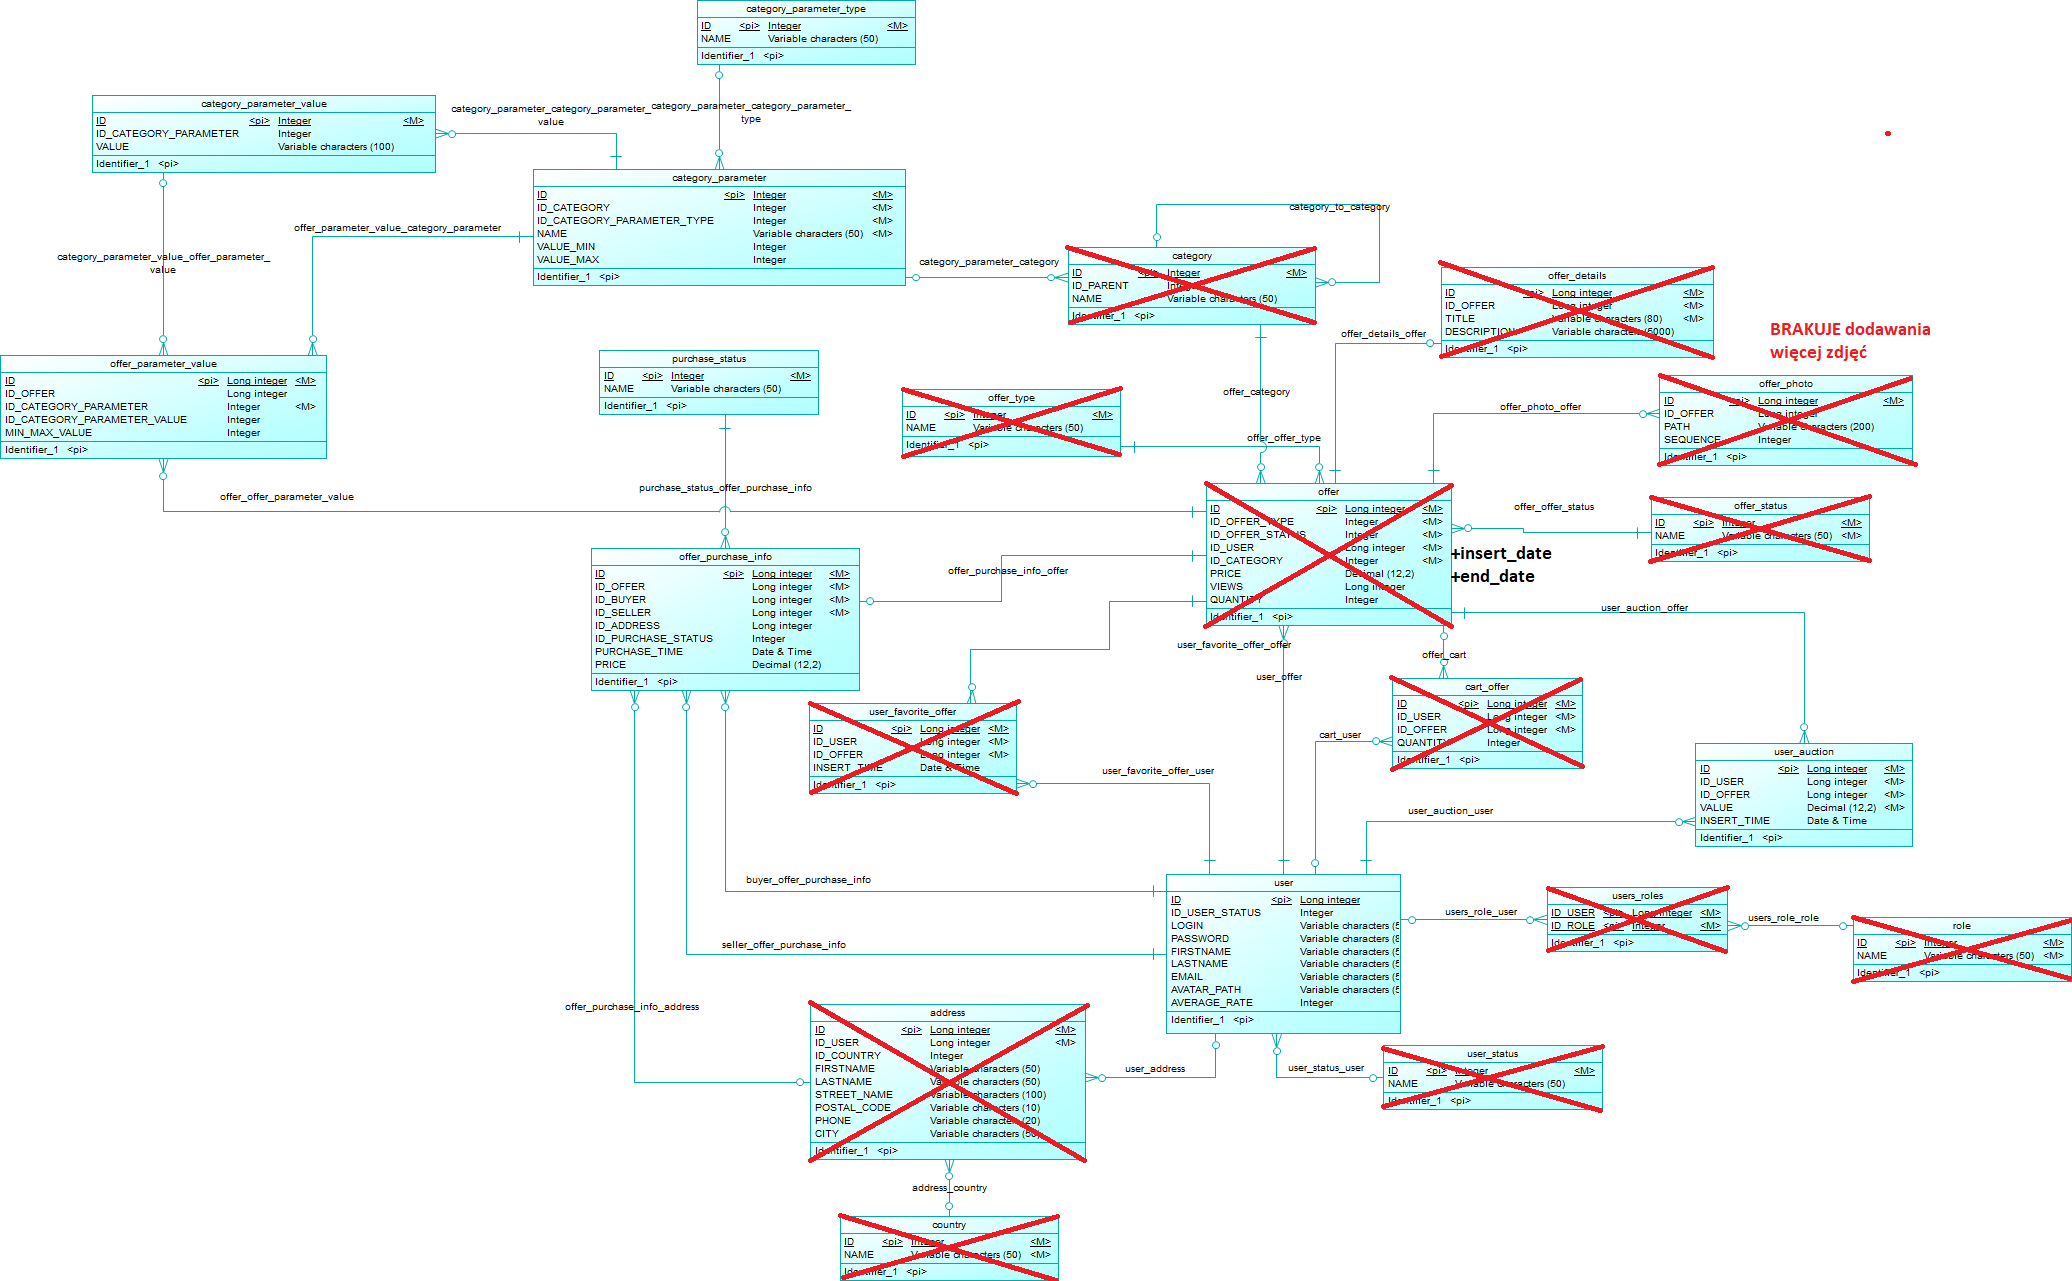 category_parameter_type
ID <pi> Integer <M>
NAME Variable characters (50)
Identifier_1 <pi>
category_parameter_value
ID <pi> Integer <M>
ID_CATEGORY_PARAMETER Integer
VALUE Variable characters (100)
Identifier_1 <pi>
category_parameter_category_parameter_
value
category_parameter_category_parameter_
type
category_parameter
ID <pi> Integer <M>
ID_CATEGORY Integer <M>
ID_CATEGORY_PARAMETER_TYPE Integer <M>
NAME Variable characters (50) <M>
VALUE_MIN Integer
VALUE_MAX Integer
Identifier_1 <pi>
offer_parameter_value_category_parameter
category_parameter_value_offer_parameter_
value
category_parameter_category
category_to_category
category
ID <pi> Integer <M>
ID_PARENT Integer
NAME Variable characters (50)
Identifier_1 <pi>
offer_details
ID <pi> Long integer <M>
ID_OFFER Long integer <M>
TITLE Variable characters (80) <M>
DESCRIPTION Variable characters (5000)
Identifier_1 <pi>
offer_details_offer
BRAKUJE dodawania
więcej zdjęć
offer_parameter_value
ID <pi> Long integer <M>
ID_OFFER Long integer
ID_CATEGORY_PARAMETER Integer <M>
ID_CATEGORY_PARAMETER_VALUE Integer
MIN_MAX_VALUE Integer
Identifier_1 <pi>
purchase_status
ID <pi> Integer <M>
NAME Variable characters (50)
Identifier_1 <pi>
offer_type
ID <pi> Integer <M>
NAME Variable characters (50)
Identifier_1 <pi>
offer_category
offer_offer_type
offer_photo_offer
offer_photo
ID <pi> Long integer <M>
ID_OFFER Long integer
PATH Variable characters (200)
SEQUENCE Integer
Identifier_1 <pi>
offer_offer_parameter_value
purchase_status_offer_purchase_info
offer
ID <pi> Long integer <M>
ID_OFFER_TYPE Integer <M>
ID_OFFER_STATUS Integer <M>
ID_USER Long integer <M>
ID_CATEGORY Integer <M>
PRICE Decimal (12,2)
VIEWS Long integer
QUANTITY Integer
Identifier_1 <pi>
+insert_date
+end_date
offer_offer_status
offer_status
ID <pi> Integer <M>
NAME Variable characters (50) <M>
Identifier_1 <pi>
offer_purchase_info
ID <pi> Long integer <M>
ID_OFFER Long integer <M>
ID_BUYER Long integer <M>
ID_SELLER Long integer <M>
ID_ADDRESS Long integer
ID_PURCHASE_STATUS Integer
PURCHASE_TIME Date & Time
PRICE Decimal (12,2)
Identifier_1 <pi>
offer_purchase_info_offer
user_auction_offer
user_favorite_offer_offer
offer_cart
user_offer
user_favorite_offer
ID <pi> Long integer <M>
ID_USER Long integer <M>
ID_OFFER Long integer <M>
INSERT_TIME Date & Time
Identifier_1 <pi>
cart_offer
ID <pi> Long integer <M>
ID_USER Long integer <M>
ID_OFFER Long integer <M>
QUANTITY Integer
Identifier_1 <pi>
cart_user
user_favorite_offer_user
user_auction
ID <pi> Long integer <M>
ID_USER Long integer <M>
ID_OFFER Long integer <M>
VALUE Decimal (12,2) <M>
INSERT_TIME Date & Time
Identifier_1 <pi>
user_auction_user
buyer_offer_purchase_info
seller_offer_purchase_info
user
ID <pi> Long integer
ID_USER_STATUS Integer
LOGIN Variable characters (5
PASSWORD Variable characters (8
FIRSTNAME Variable characters (5
LASTNAME Variable characters (5
EMAIL Variable characters (5
AVATAR_PATH Variable characters (5
AVERAGE_RATE Integer
Identifier_1 <pi>
users_role_user
users_roles
ID_USER <pi> Long integer <M>
ID_ROLE <pi> Integer <M>
Identifier_1 <pi>
users_role_role
role
ID <pi> Integer <M>
NAME Variable characters (50) <M>
Identifier_1 <pi>
offer_purchase_info_address
address
ID <pi> Long integer <M>
ID_USER Long integer <M>
ID_COUNTRY Integer
FIRSTNAME Variable characters (50)
LASTNAME Variable characters (50)
STREET_NAME Variable characters (100)
POSTAL_CODE Variable characters (10)
PHONE Variable characters (20)
CITY Variable characters (50)
Identifier_1 <pi>
user_address
user_status_user
user_status
ID <pi> Integer <M>
NAME Variable characters (50)
Identifier_1 <pi>
address_country
country
ID <pi> Integer <M>
NAME Variable characters (50) <M>
Identifier_1 <pi>